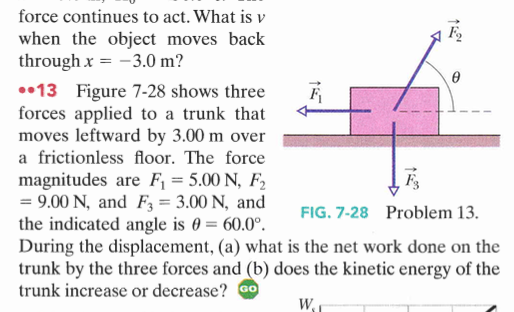 force continues to act. What is v
when the object moves back
through x = −3.0 m?
••13 Figure 7-28 shows three
forces applied to a trunk that
moves leftward by 3.00 m over
a frictionless floor. The force
magnitudes are F₁ = 5.00 N, F₂
= 9.00 N, and F₃ = 3.00 N, and
the indicated angle is θ = 60.0°.
During the displacement, (a) what is the net work done on the
trunk by the three forces and (b) does the kinetic energy of the
trunk increase or decrease? GO
F⃗₂
θ
F⃗₁
F⃗₃
FIG. 7-28 Problem 13.